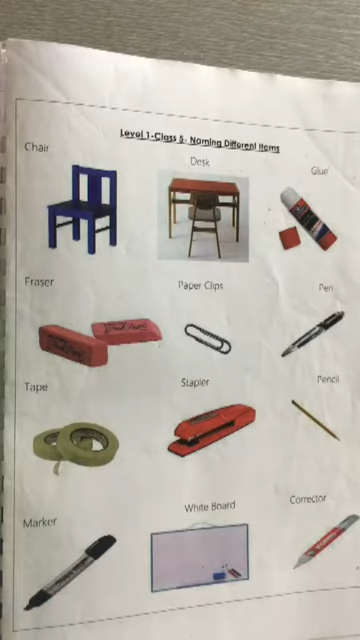 Level 1-Class 5- Naming Different Items
Chair
Desk
Glue
Eraser
Paper Clips
Pen
Tape
Stapler
Pencil
Marker
White Board
Corrector